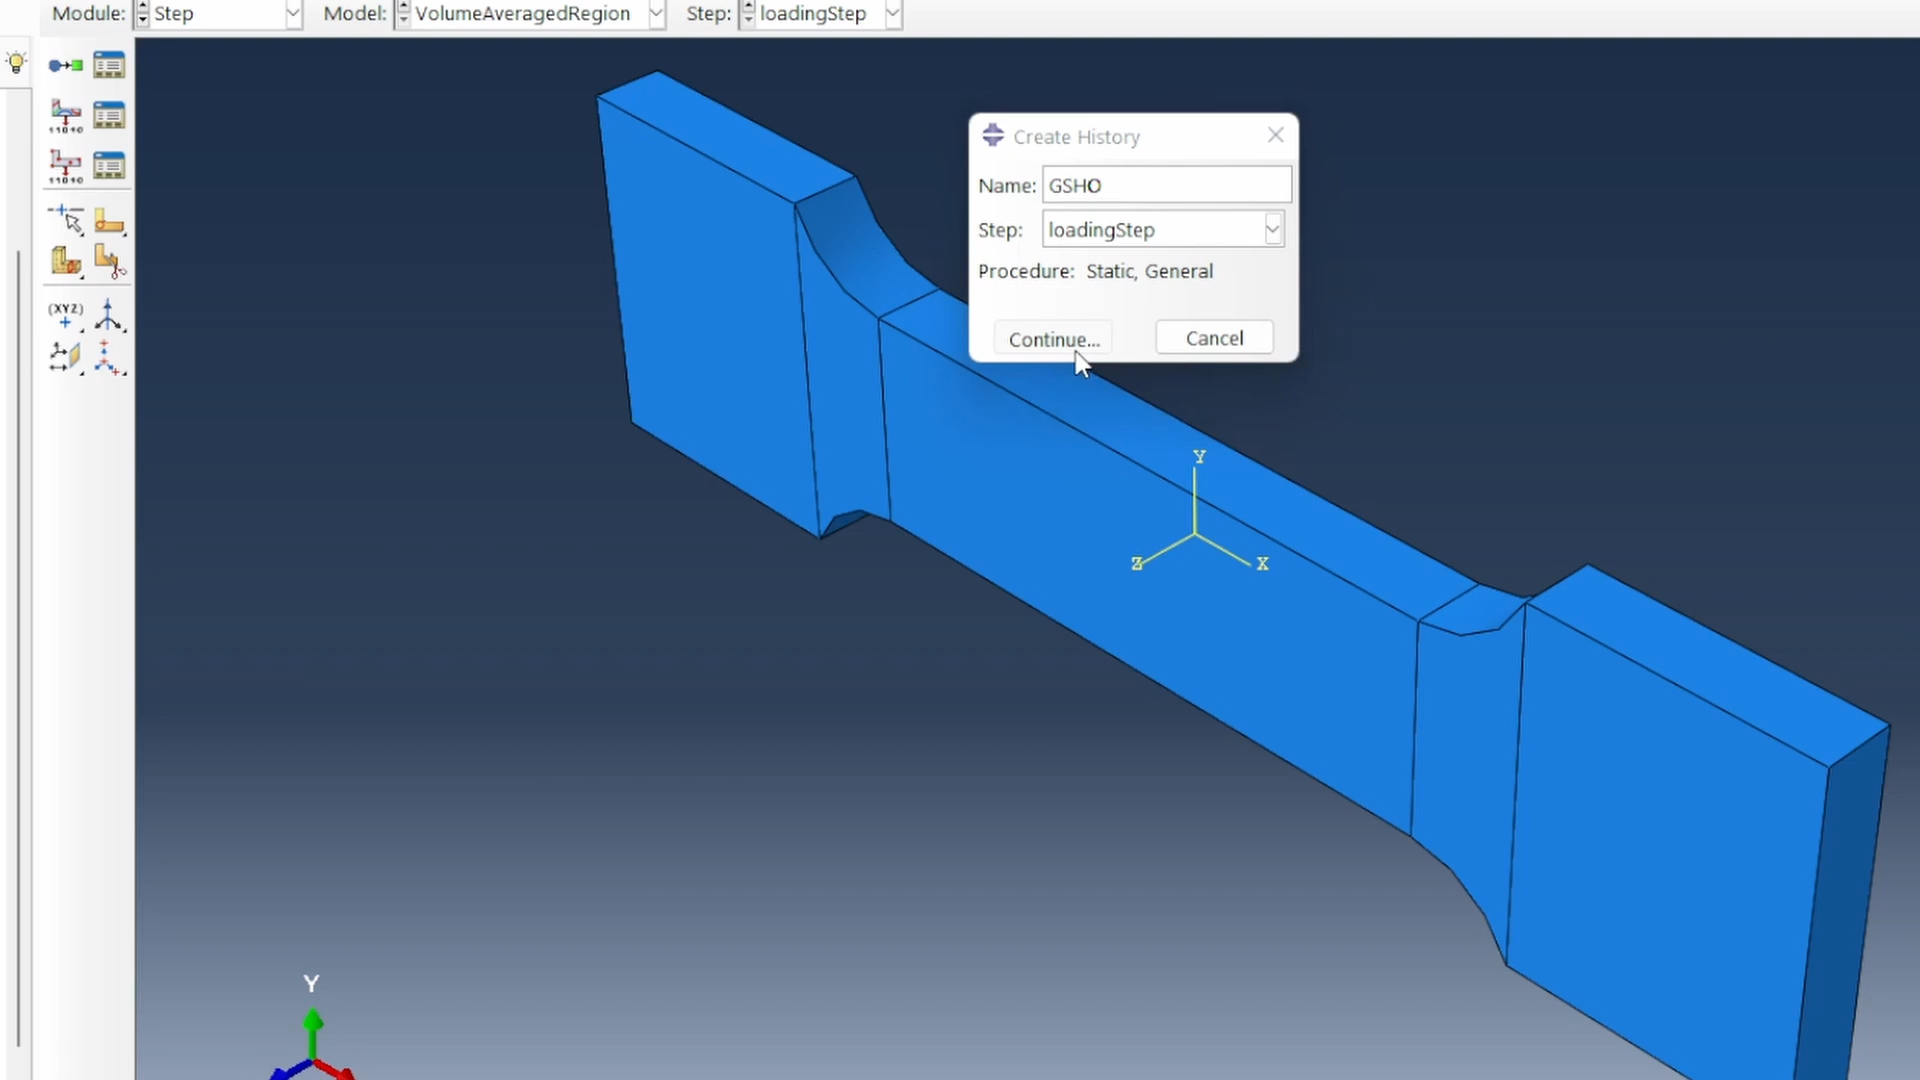 Module: Step Model: VolumeAveragedRegion Step: loadingStep
Create History
Name: GSHO
Step: loadingStep
Procedure: Static, General
Continue... Cancel
(XYZ)
Y
Z X
Y